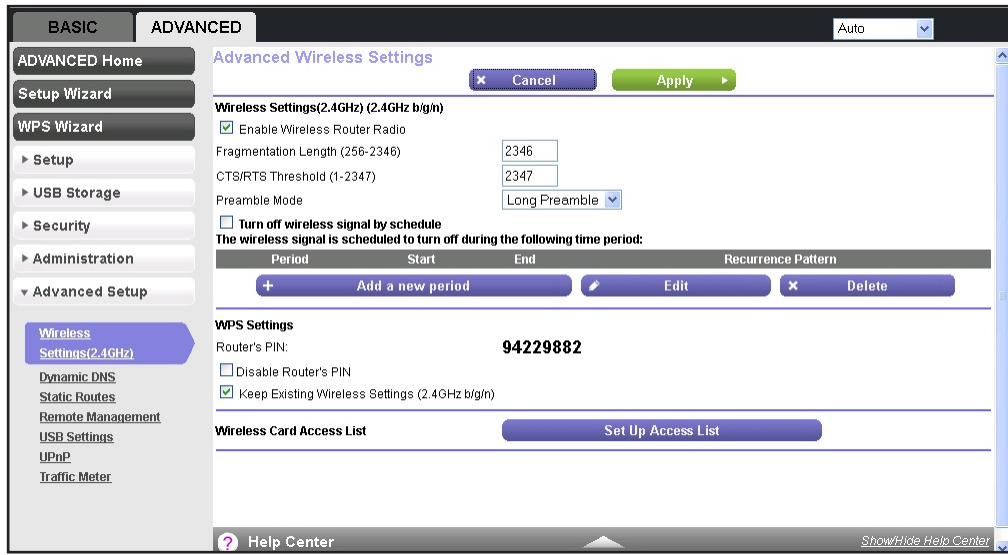 BASIC
ADVANCED
Auto
ADVANCED Home
Setup Wizard
WPS Wizard
Setup
USB Storage
Security
Administration
Advanced Setup
Wireless
Settings(2.4GHz)
Dynamic DNS
Static Routes
Remote Management
USB Settings
UPnP
Traffic Meter
Advanced Wireless Settings
Cancel
Apply
Wireless Settings(2.4GHz) (2.4GHz b/g/n)
Enable Wireless Router Radio
Fragmentation Length (256-2346) 2346
CTS/RTS Threshold (1-2347) 2347
Preamble Mode Long Preamble
Turn off wireless signal by schedule
The wireless signal is scheduled to turn off during the following time period:
Period Start End Recurrence Pattern
Add a new period Edit Delete
WPS Settings
Router's PIN: 94229882
Disable Router's PIN
Keep Existing Wireless Settings (2.4GHz b/g/n)
Wireless Card Access List Set Up Access List
? Help Center Show/Hide Help Center